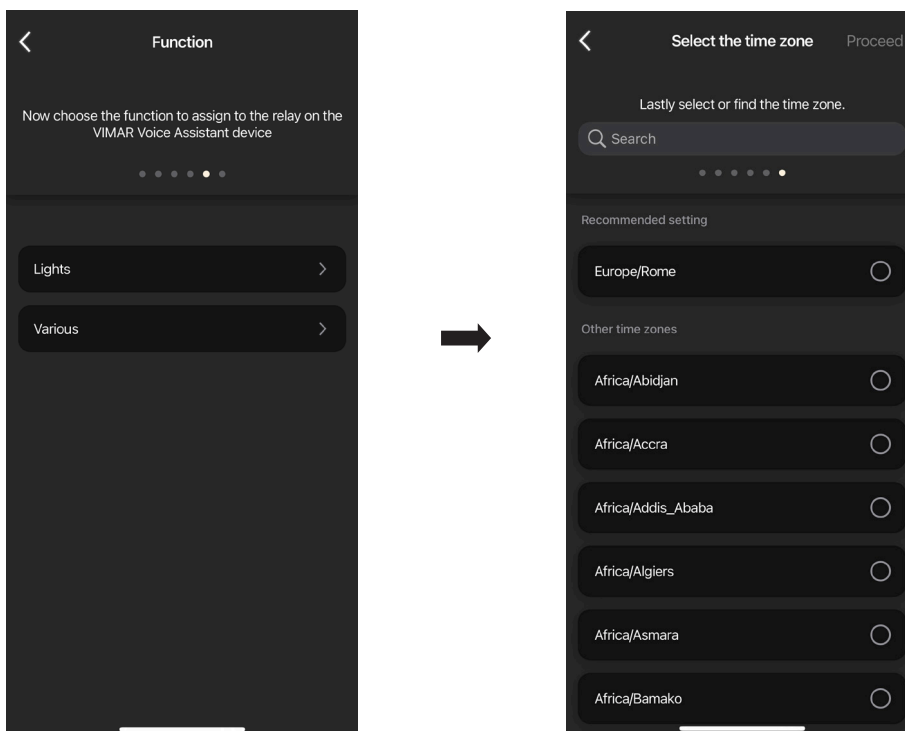 Function
Now choose the function to assign to the relay on the
VIMAR Voice Assistant device
Lights
Various
Select the time zone
Proceed
Lastly select or find the time zone.
Search
Recommended setting
Europe/Rome
Other time zones
Africa/Abidjan
Africa/Accra
Africa/Addis_Ababa
Africa/Algiers
Africa/Asmara
Africa/Bamako